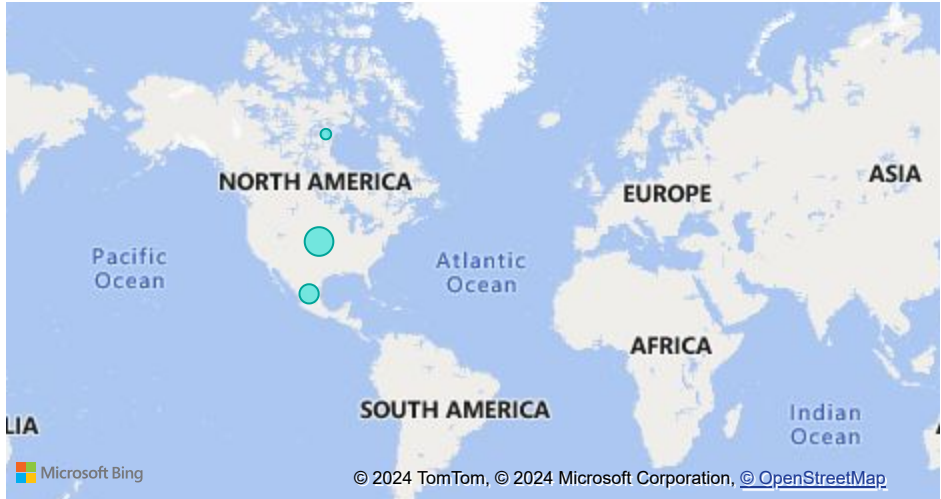 NORTH AMERICA
EUROPE
ASIA
Pacific
Ocean
Atlantic
Ocean
AFRICA
SOUTH AMERICA
Indian
Ocean
LIA
A
Microsoft Bing
© 2024 TomTom, © 2024 Microsoft Corporation, © OpenStreetMap